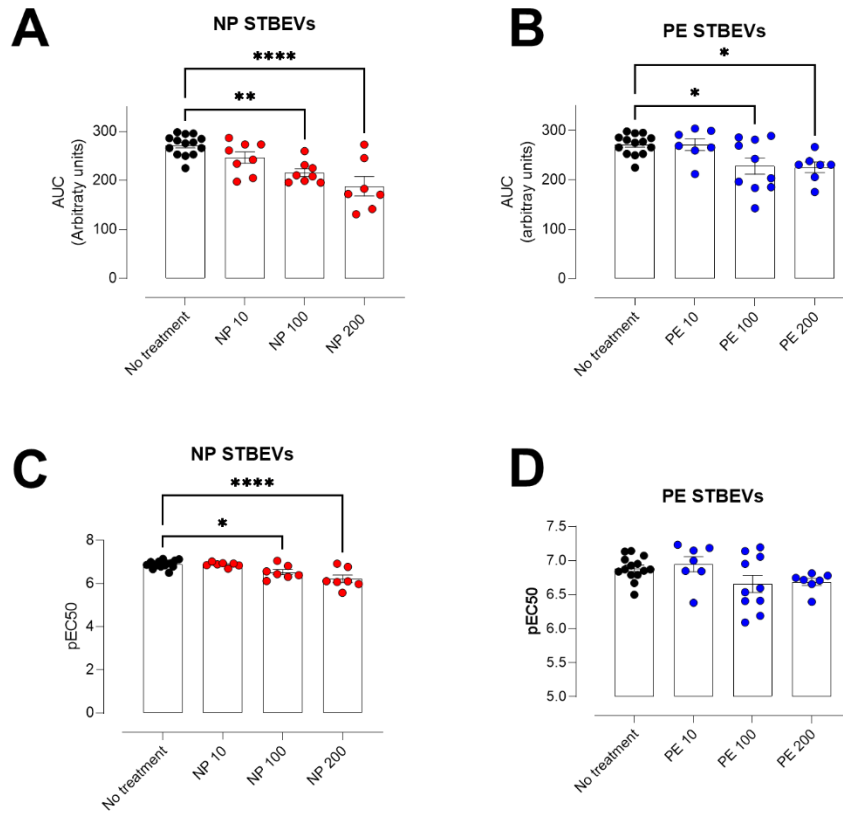 A
NP STBEVs
****
**
AUC
(Arbitraty units)
300
200
100
0
No treatment
NP 10
NP 100
NP 200
B
PE STBEVs
*
*
AUC
(arbitray units)
300
200
100
0
No treatment
PE 10
PE 100
PE 200
C
NP STBEVs
****
*
pEC50
8
6
4
2
0
No treatment
NP 10
NP 100
NP 200
D
PE STBEVs
pEC50
7.5
7.0
6.5
6.0
5.5
5.0
No treatment
PE 10
PE 100
PE 200